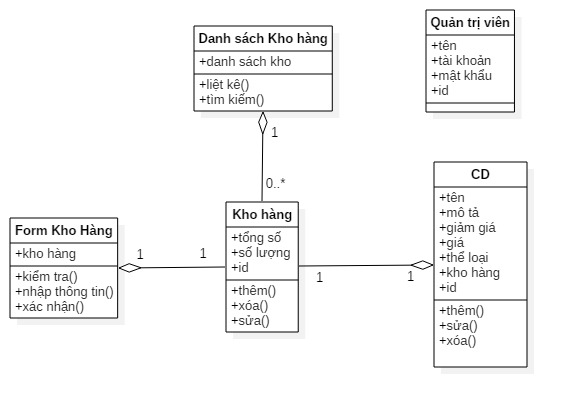 Danh sách Kho hàng
+danh sách kho
+liệt kê()
+tìm kiếm()
1
0..*
Quản trị viên
+tên
+tài khoản
+mật khẩu
+id
Form Kho Hàng
+kho hàng
+kiểm tra()
+nhập thông tin()
+xác nhận()
1
1
Kho hàng
+tổng số
+số lượng
+id
+thêm()
+xóa()
+sửa()
1
1
CD
+tên
+mô tả
+giảm giá
+giá
+thể loại
+kho hàng
+id
+thêm()
+sửa()
+xóa()